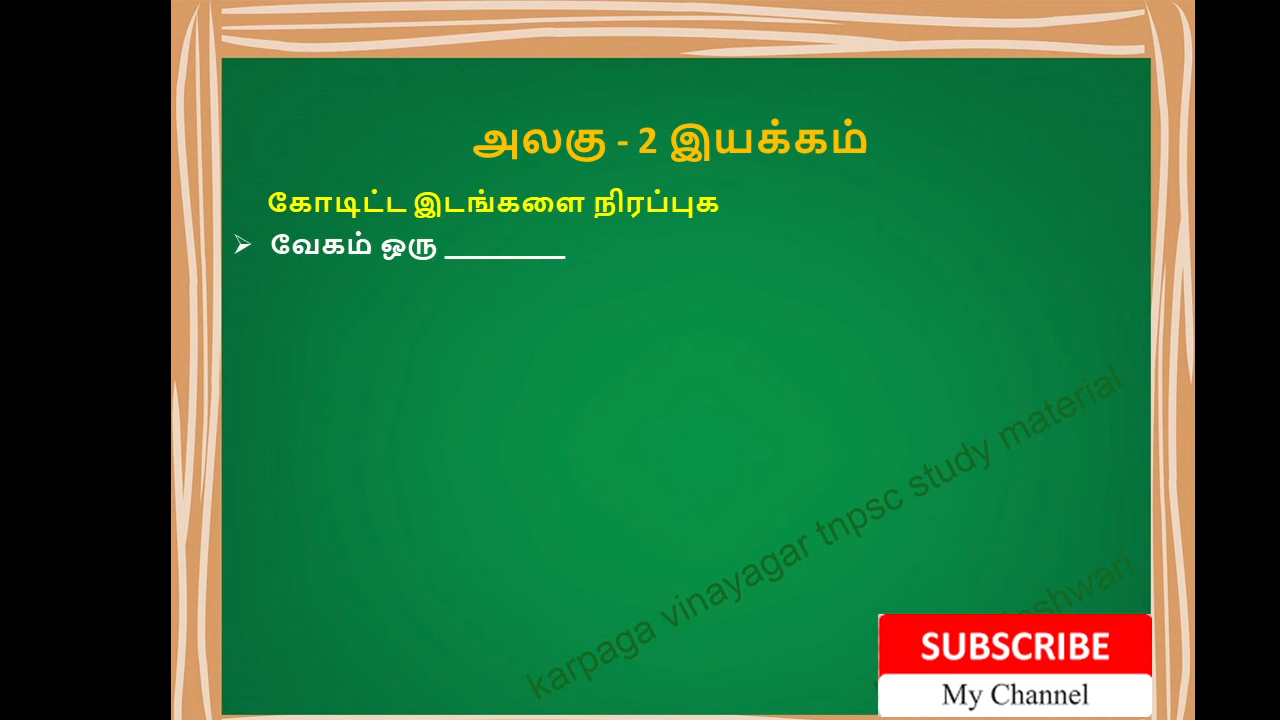 அலகு - 2 இயக்கம்
கோடிட்ட இடங்களை நிரப்புக
➢ வேகம் ஒரு ________
karpaga vinayagar tnpsc study material
SUBSCRIBE
My Channel